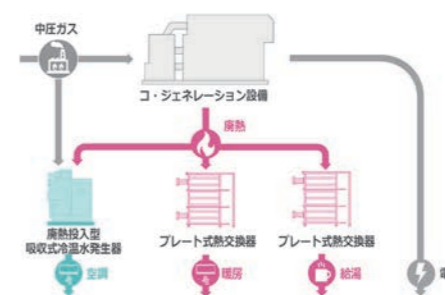 中圧ガス
コ・ジェネレーション設備
廃熱
廃熱投入型
吸収式冷温水発生器
プレート式熱交換器
プレート式熱交換器
空調
暖房
給湯